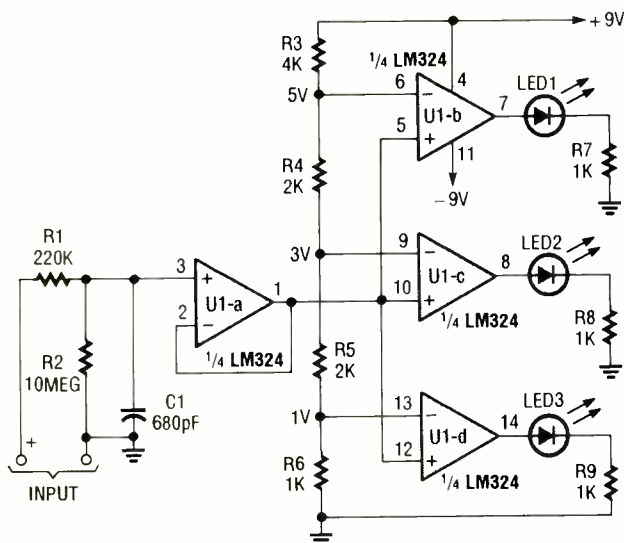 +9V
R3
4K
1/4 LM324
LED1
5V
6
−
4
U1-b
7
5
+
11
R7
1K
−9V
R4
2K
LED2
3V
9
−
U1-c
8
10
+
1/4 LM324
R8
1K
R1
220K
3
+
1
U1-a
2
−
1/4 LM324
R2
10MEG
C1
680pF
R5
2K
LED3
1V
13
−
U1-d
14
12
+
1/4 LM324
R6
1K
R9
1K
+
INPUT